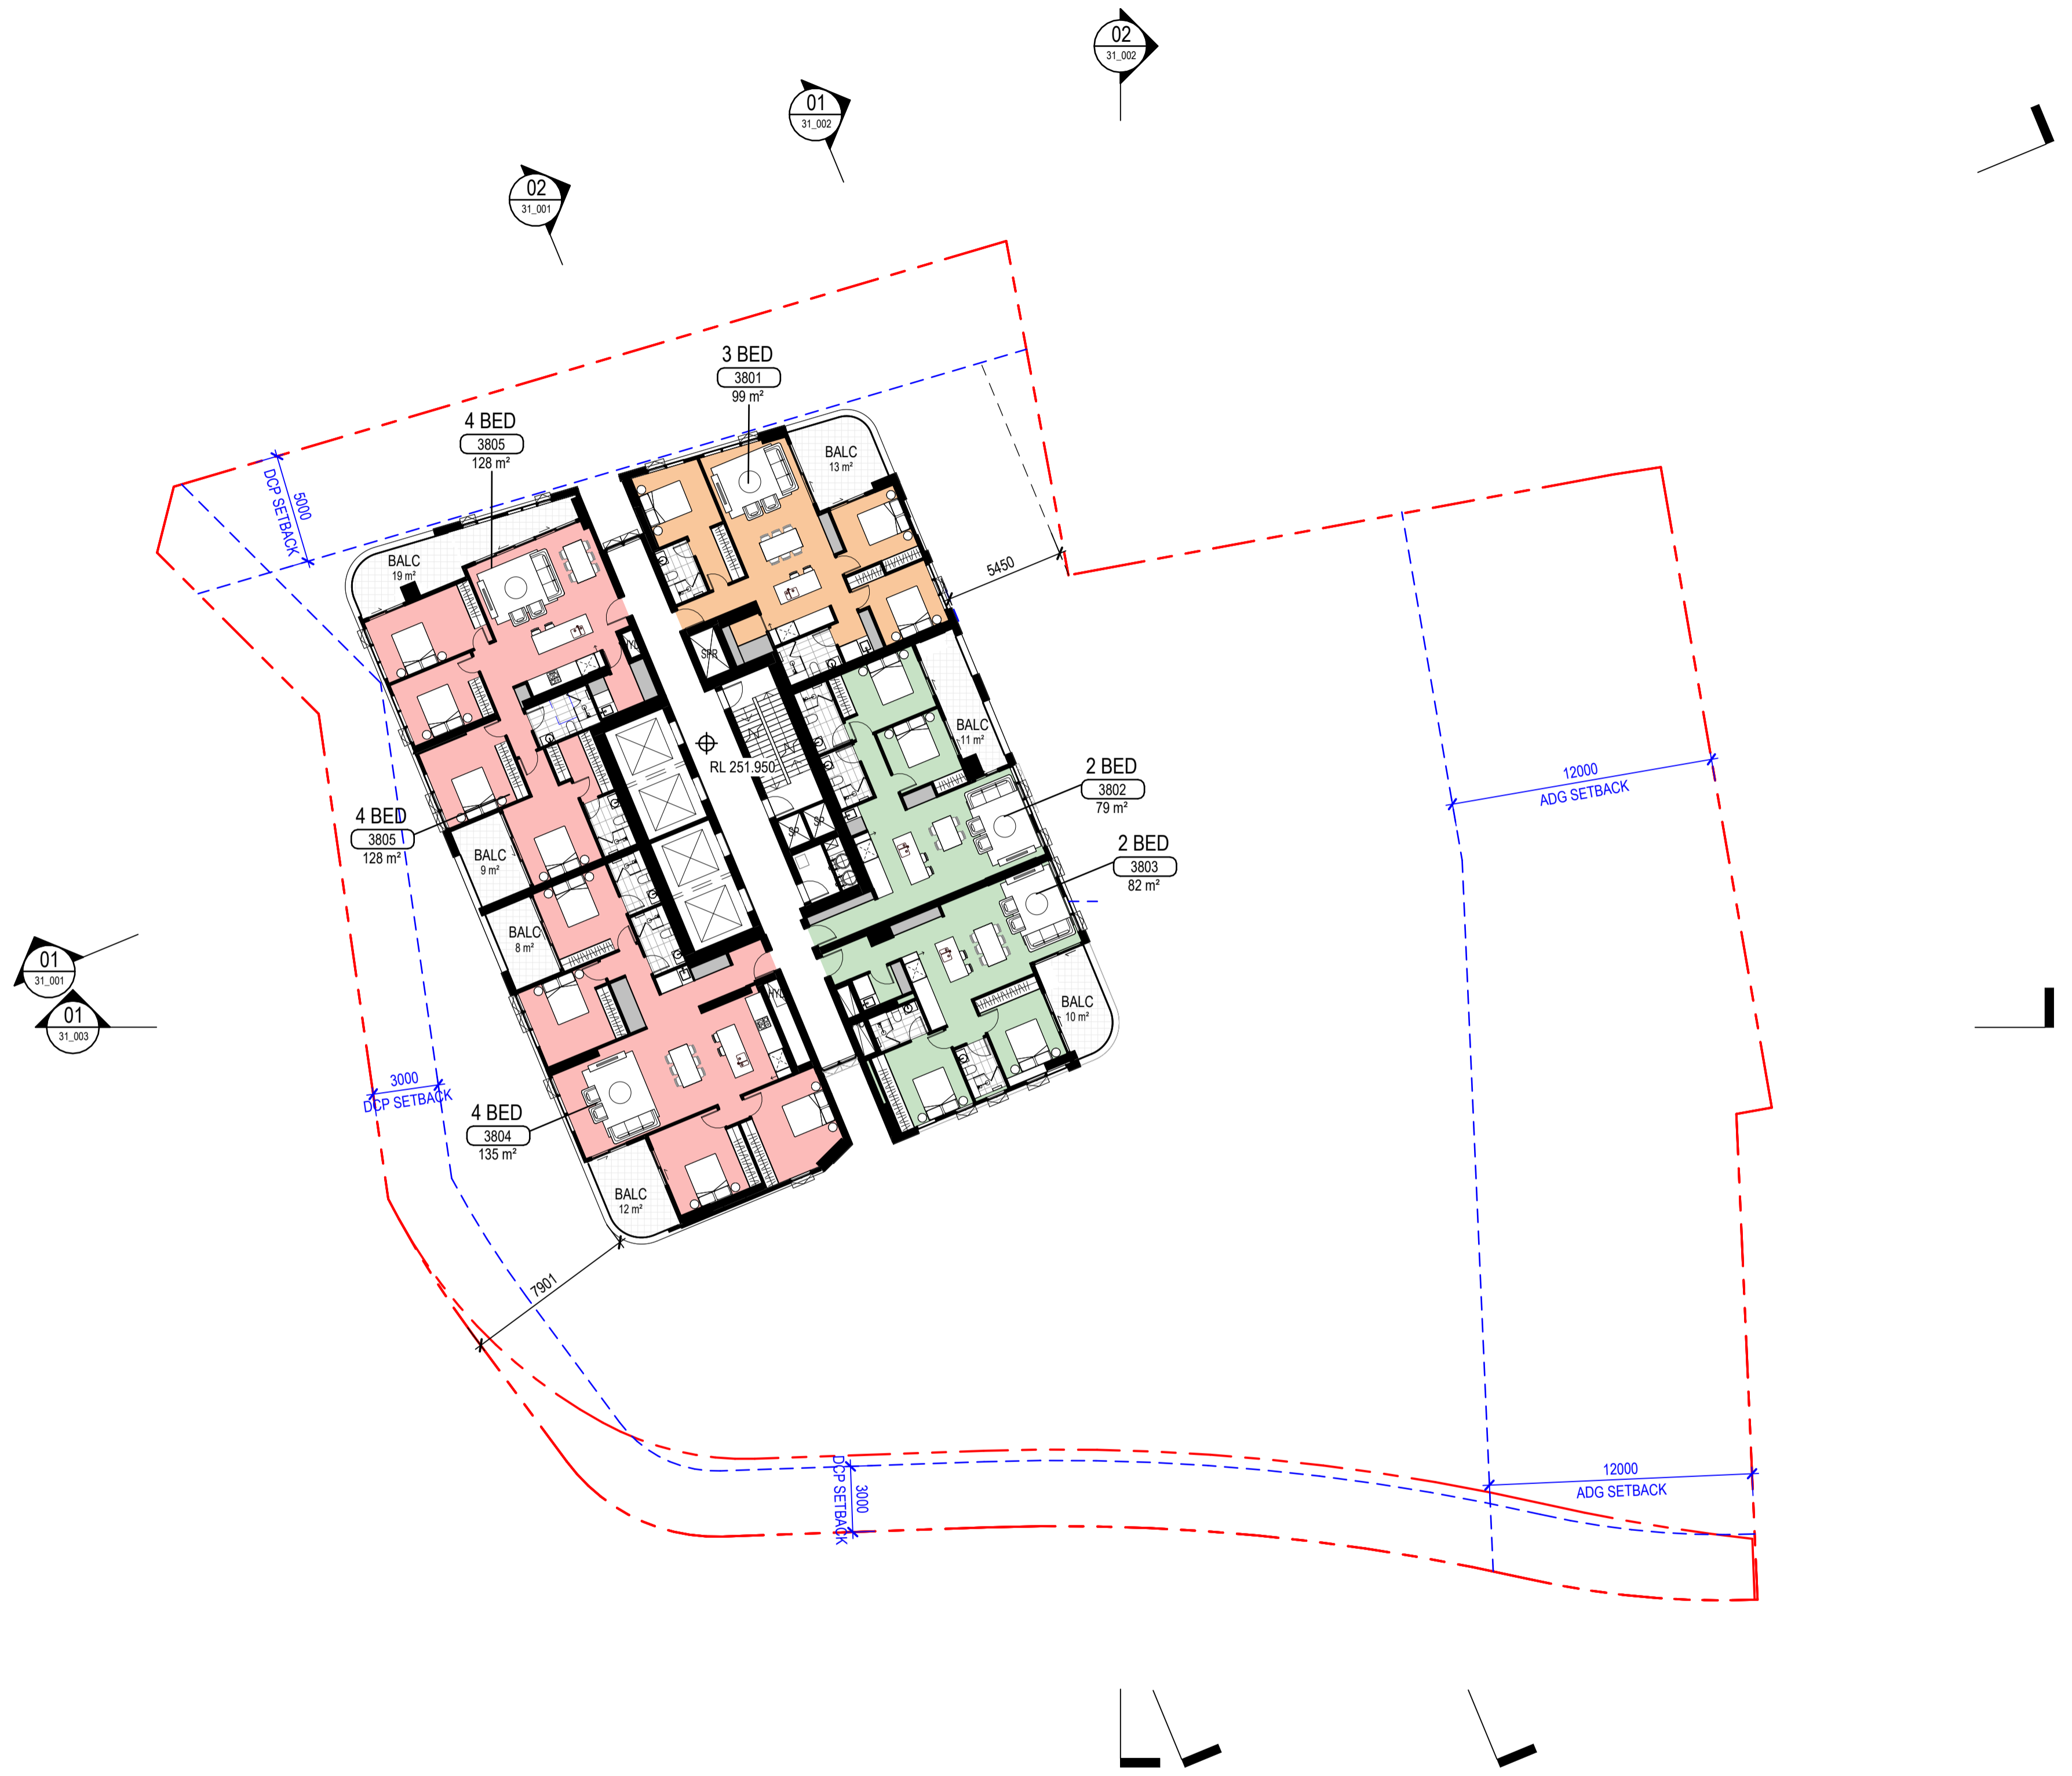 02
31_002
01
31_002
02
31_001
3 BED
3801
99 m²
4 BED
3805
128 m²
BALC
13 m²
5000
DCP SETBACK
BALC
19 m²
5450
SPR
RL 251.950
BALC
11 m²
2 BED
3802
79 m²
12000
ADG SETBACK
4 BED
3805
128 m²
SP
SP
BALC
9 m²
2 BED
3803
82 m²
BALC
8 m²
01
31_001
01
31_003
BALC
10 m²
3000
DCP SETBACK
4 BED
3804
135 m²
BALC
12 m²
7901
3000
DCP SETBACK
12000
ADG SETBACK